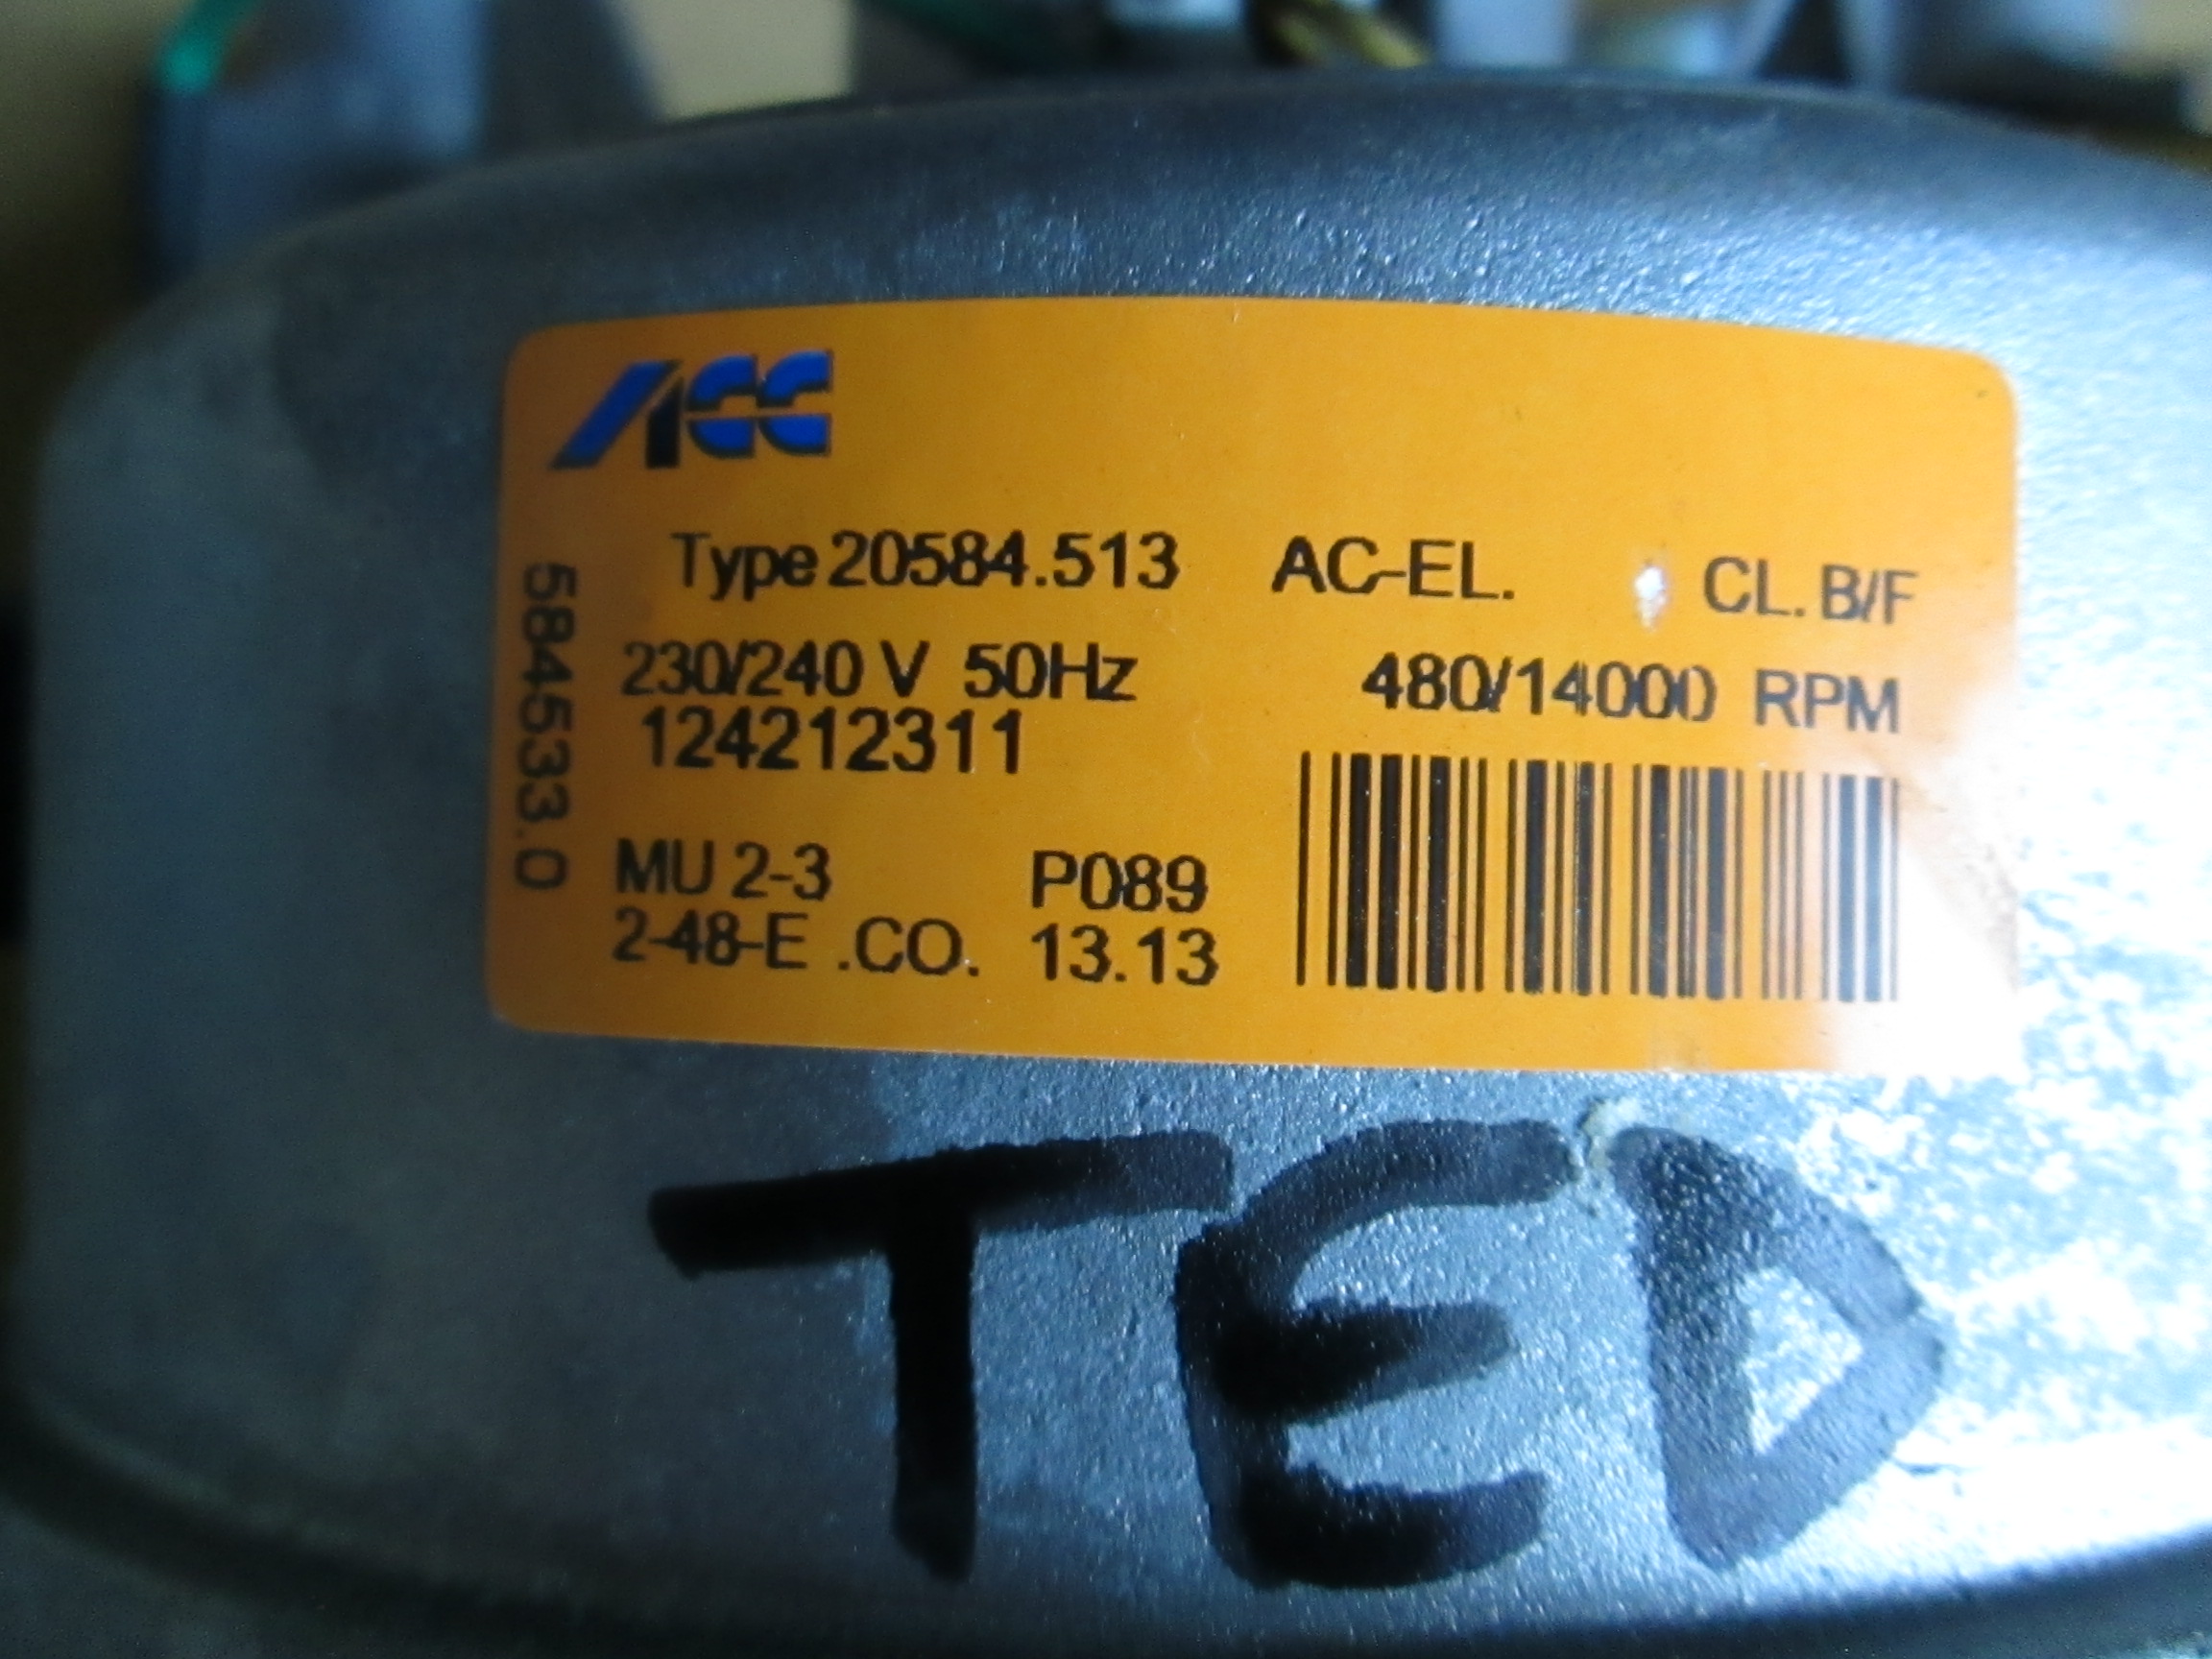 ACC
Type 20584.513 AC-EL. CL. B/F
230/240 V 50Hz 480/14000 RPM
124212311
MU 2-3 P089
2-48-E .CO. 13.13
584533.0
TED